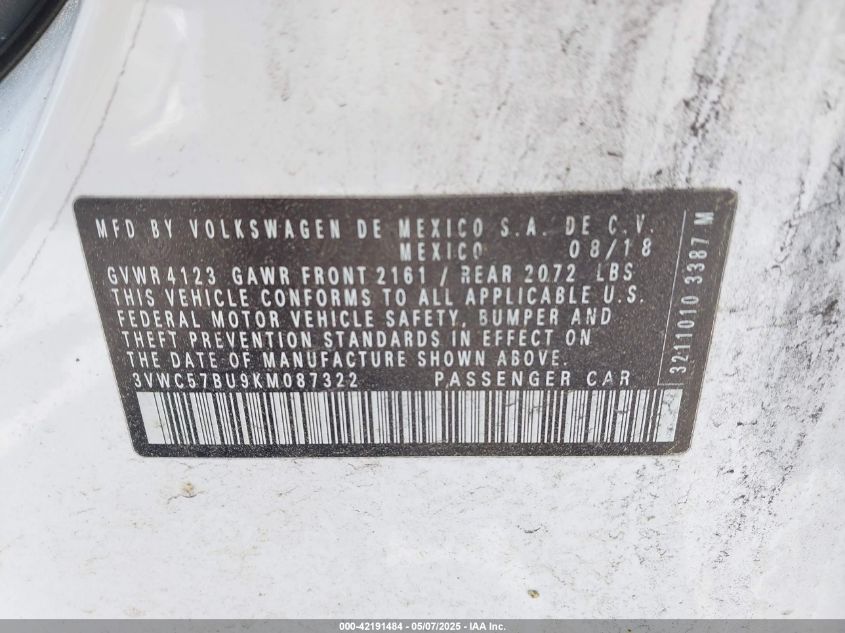 MFD BY VOLKSWAGEN DE MEXICO S.A. DE C.V.
MEXICO 08/18
GVWR 4123 GAWR FRONT 2161 / REAR 2072 LBS
THIS VEHICLE CONFORMS TO ALL APPLICABLE U.S.
FEDERAL MOTOR VEHICLE SAFETY, BUMPER AND
THEFT PREVENTION STANDARDS IN EFFECT ON
THE DATE OF MANUFACTURE SHOWN ABOVE.
3VWC57BU9KM087322 PASSENGER CAR
3211010 3387 M
000-42191484 - 05/07/2025 - IAA Inc.